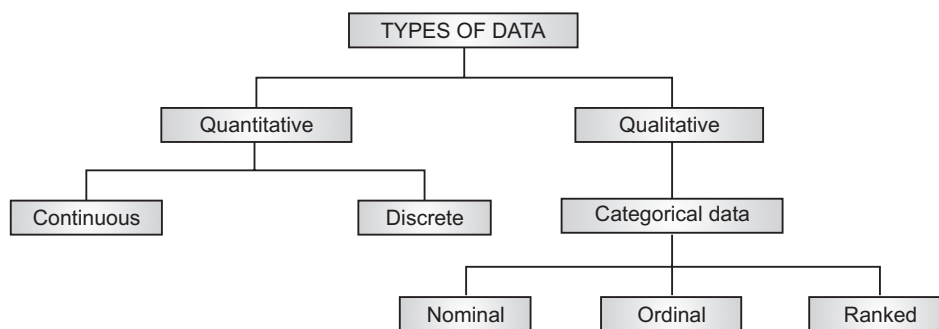 TYPES OF DATA
Quantitative
Qualitative
Continuous
Discrete
Categorical data
Nominal
Ordinal
Ranked